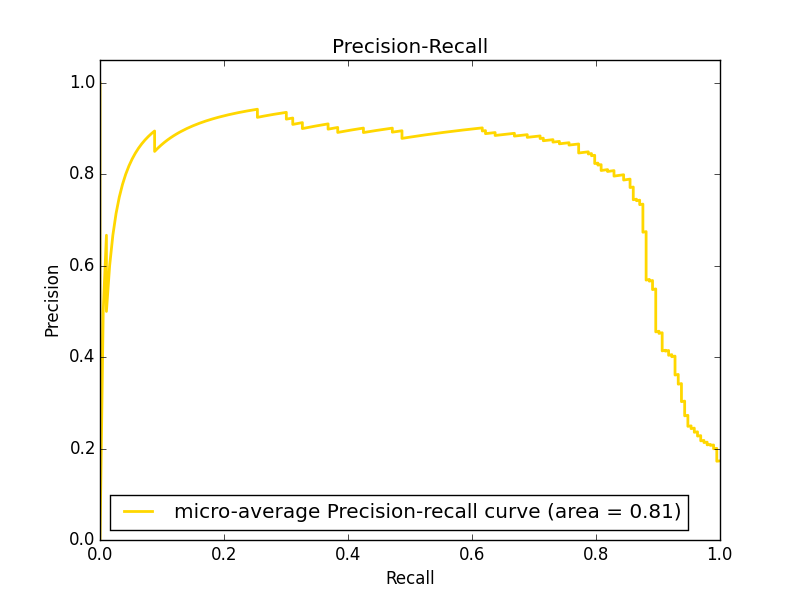 Precision-Recall
1.0
0.8
0.6
0.4
0.2
0.0
Precision
micro-average Precision-recall curve (area = 0.81)
0.0 0.2 0.4 0.6 0.8 1.0
Recall